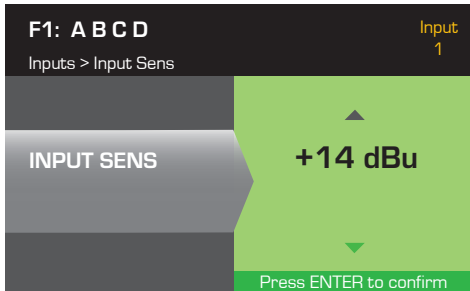 F1: A B C D
Input
1
Inputs > Input Sens
INPUT SENS
+14 dBu
Press ENTER to confirm